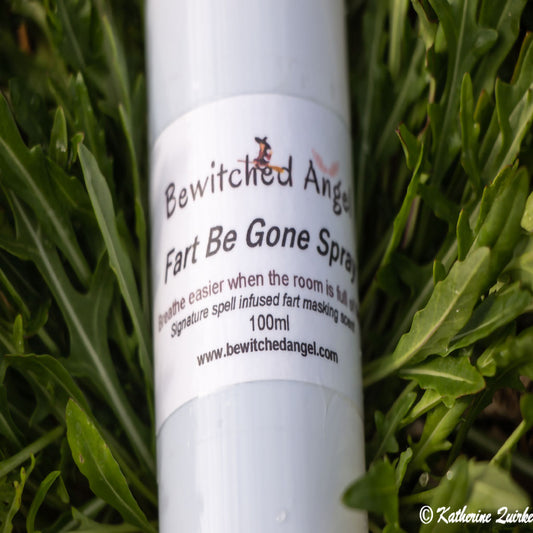 Bewitched Angel
Fart Be Gone Spray
Breathe easier when the room is full
Signature spell infused fart masking
100ml
www.bewitchedangel.com
© Katherine Quirke